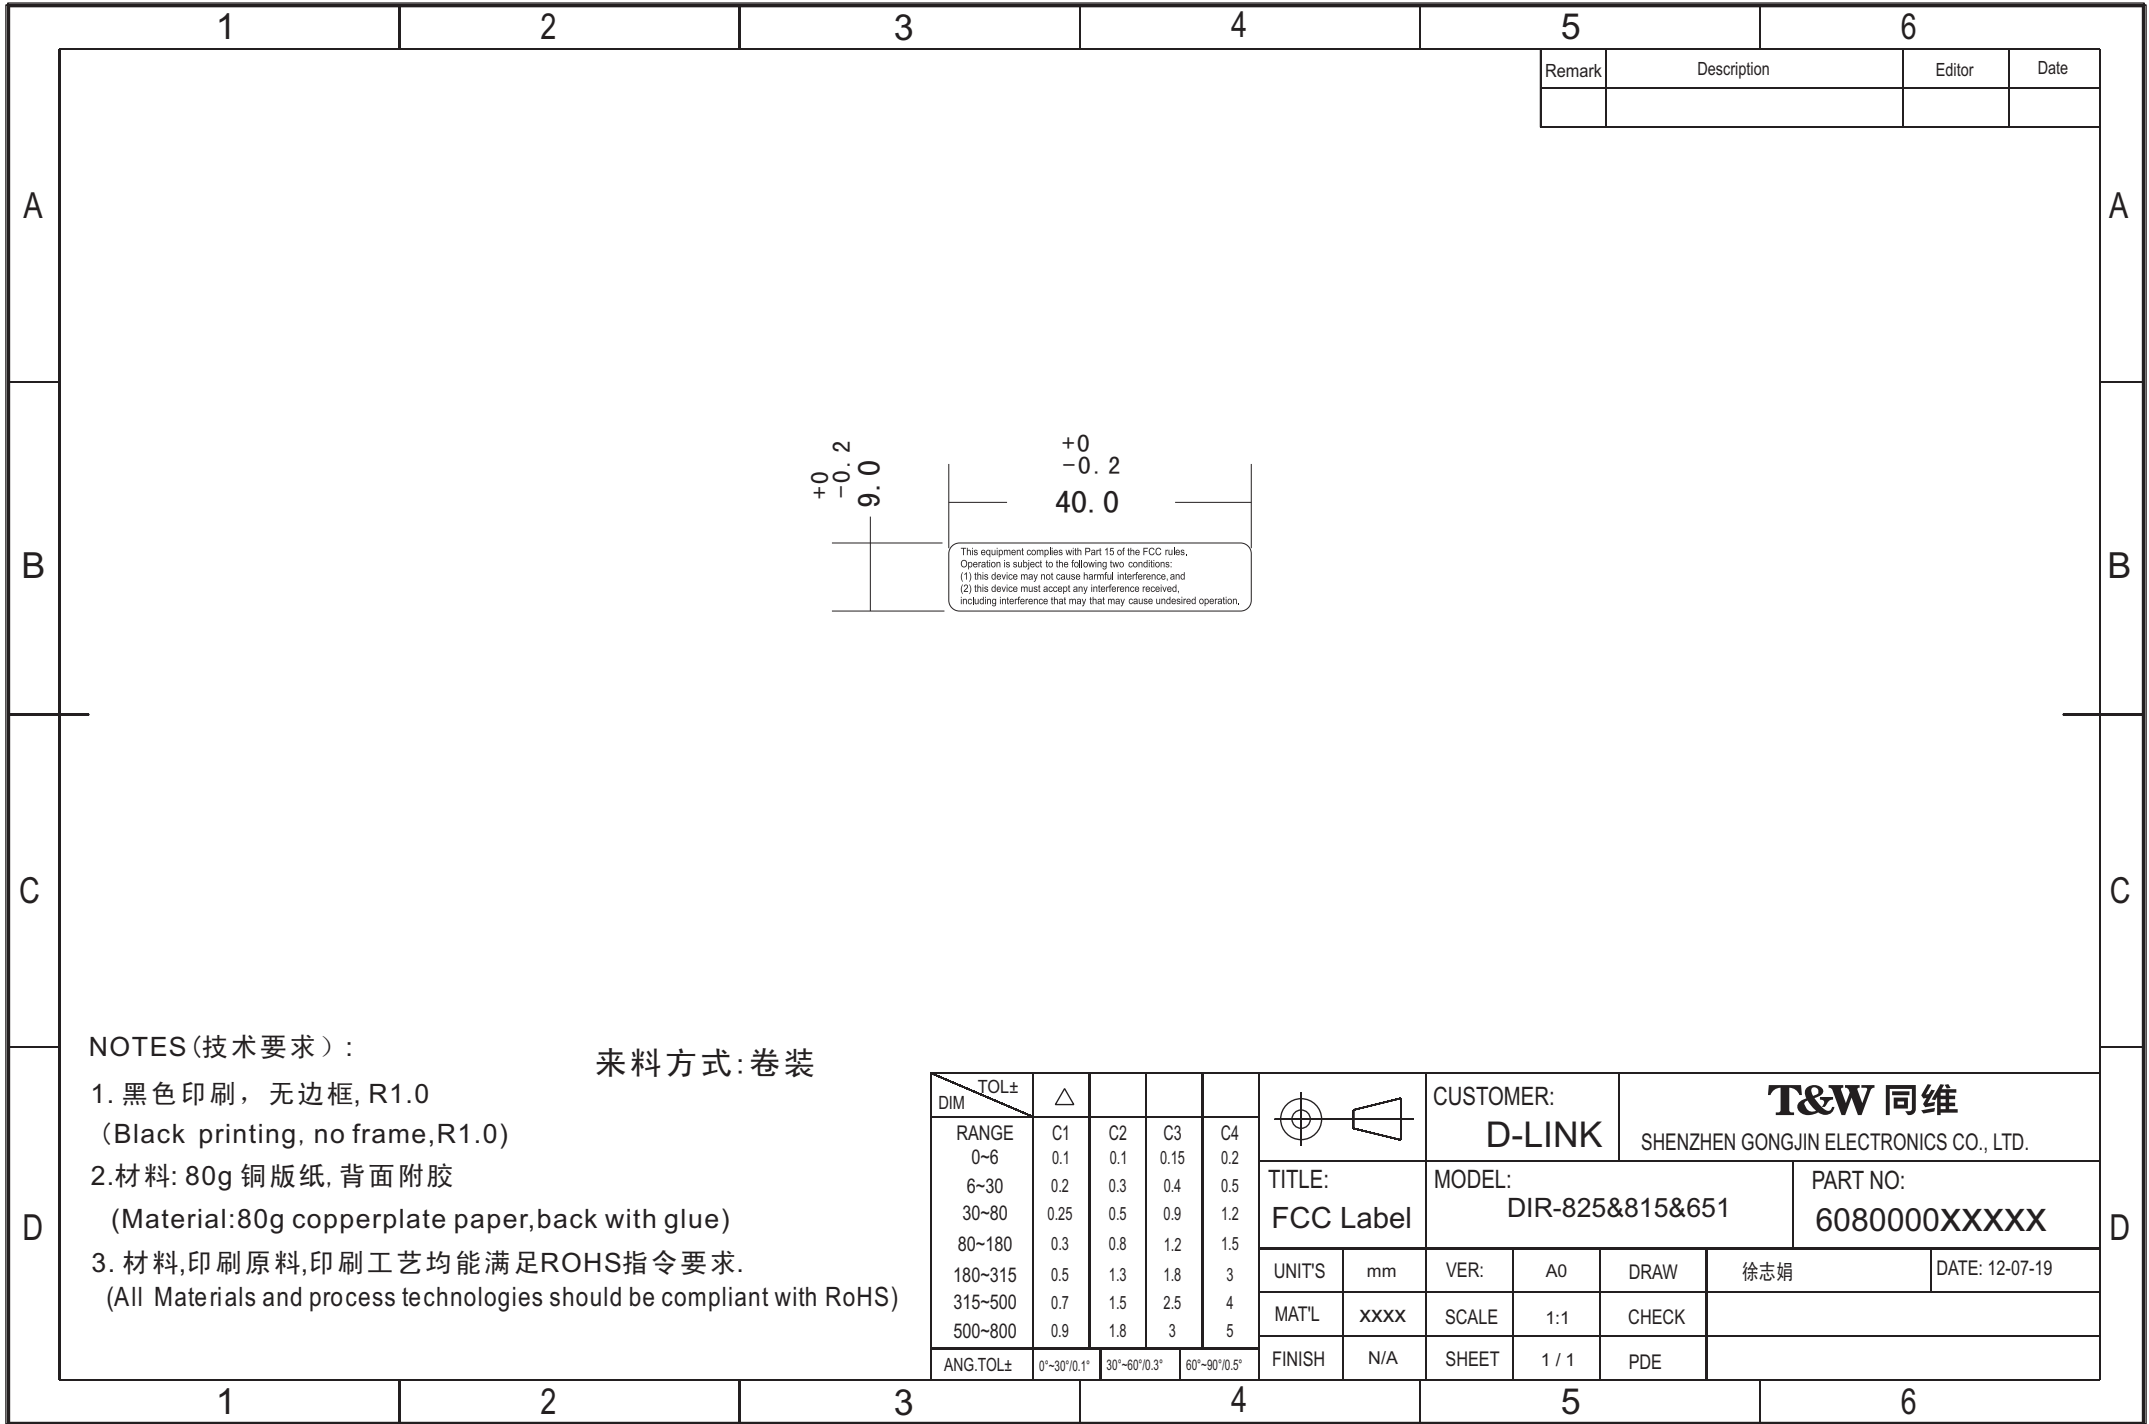 1 2 3 4 5 6
Remark Description Editor Date
A A
+0
-0.2
9.0
+0
-0.2
40.0
This equipment complies with Part 15 of the FCC rules.
Operation is subject to the following two conditions:
(1) this device may not cause harmful interference, and
(2) this device must accept any interference received,
including interference that may that may cause undesired operation.
B B
C C
NOTES(技术要求）:
来料方式:卷装
1. 黑色印刷，无边框, R1.0
（Black printing, no frame,R1.0)
2.材料: 80g 铜版纸, 背面附胶
(Material:80g copperplate paper,back with glue)
3. 材料,印刷原料,印刷工艺均能满足ROHS指令要求.
(All Materials and process technologies should be compliant with RoHS)
D D
DIM TOL± △
RANGE C1 C2 C3 C4
0~6 0.1 0.1 0.15 0.2
6~30 0.2 0.3 0.4 0.5
30~80 0.25 0.5 0.9 1.2
80~180 0.3 0.8 1.2 1.5
180~315 0.5 1.3 1.8 3
315~500 0.7 1.5 2.5 4
500~800 0.9 1.8 3 5
ANG.TOL± 0°~30°/0.1° 30°~60°/0.3° 60°~90°/0.5°
CUSTOMER:
D-LINK
T&W 同维
SHENZHEN GONGJIN ELECTRONICS CO., LTD.
TITLE:
FCC Label
MODEL:
DIR-825&815&651
PART NO:
6080000XXXXX
UNIT'S mm VER: A0 DRAW 徐志娟 DATE: 12-07-19
MAT'L XXXX SCALE 1:1 CHECK
FINISH N/A SHEET 1 / 1 PDE
1 2 3 4 5 6